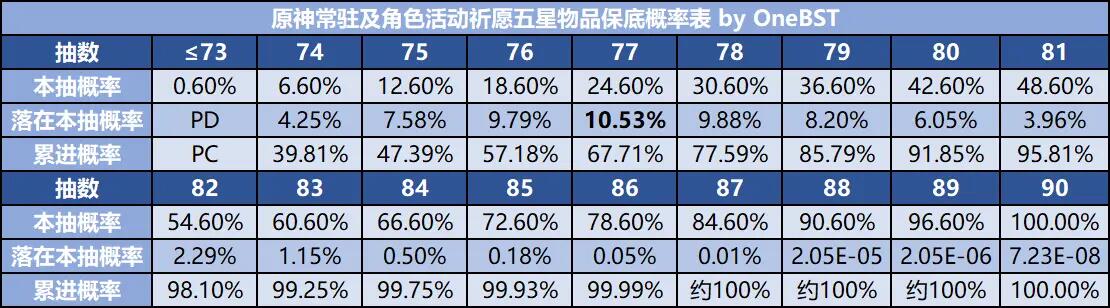 原神常驻及角色活动祈愿五星物品保底概率表 by OneBST
抽数 ≤73 74 75 76 77 78 79 80 81
本抽概率 0.60% 6.60% 12.60% 18.60% 24.60% 30.60% 36.60% 42.60% 48.60%
落在本抽概率 PD 4.25% 7.58% 9.79% 10.53% 9.88% 8.20% 6.05% 3.96%
累进概率 PC 39.81% 47.39% 57.18% 67.71% 77.59% 85.79% 91.85% 95.81%
抽数 82 83 84 85 86 87 88 89 90
本抽概率 54.60% 60.60% 66.60% 72.60% 78.60% 84.60% 90.60% 96.60% 100.00%
落在本抽概率 2.29% 1.15% 0.50% 0.18% 0.05% 0.01% 2.05E-05 2.05E-06 7.23E-08
累进概率 98.10% 99.25% 99.75% 99.93% 99.99% 约100% 约100% 约100% 100%